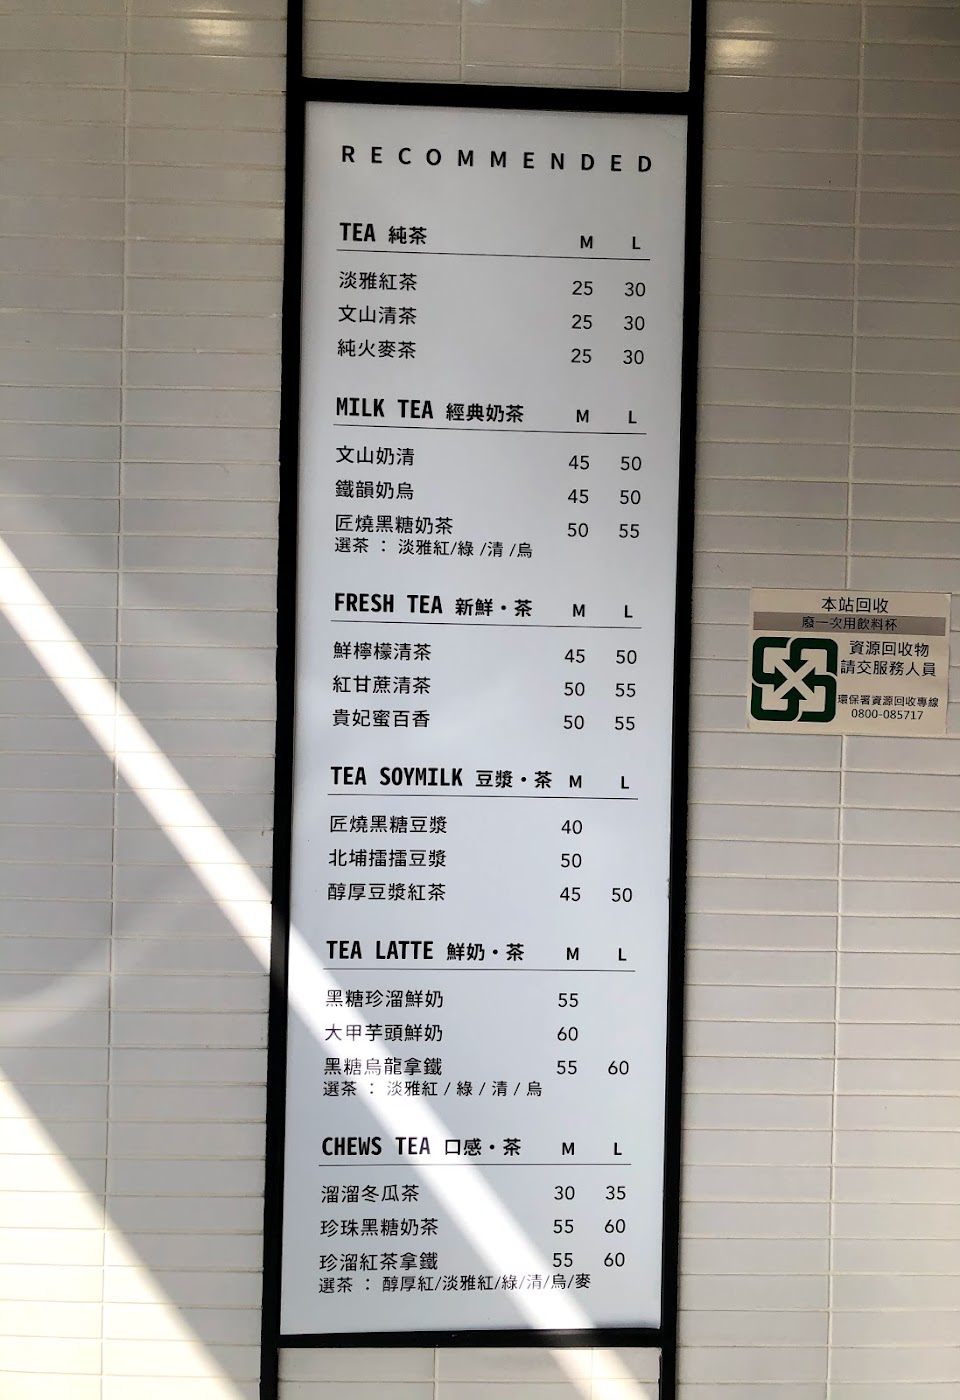 RECOMMENDED
TEA 純茶 M L
淡雅紅茶 25 30
文山清茶 25 30
純火麥茶 25 30
MILK TEA 經典奶茶 M L
文山奶清 45 50
鐵韻奶烏 45 50
匠燒黑糖奶茶 50 55
選茶 : 淡雅紅/綠 /清 /烏
FRESH TEA 新鮮・茶 M L
鮮檸檬清茶 45 50
紅甘蔗清茶 50 55
貴妃蜜百香 50 55
TEA SOYMILK 豆漿・茶 M L
匠燒黑糖豆漿 40
北埔擂擂豆漿 50
醇厚豆漿紅茶 45 50
TEA LATTE 鮮奶・茶 M L
黑糖珍溜鮮奶 55
大甲芋頭鮮奶 60
黑糖烏龍拿鐵 55 60
選茶 : 淡雅紅 / 綠 / 清 / 烏
CHEWS TEA 口感・茶 M L
溜溜冬瓜茶 30 35
珍珠黑糖奶茶 55 60
珍溜紅茶拿鐵 55 60
選茶 : 醇厚紅/淡雅紅/綠/清/烏/麥
本站回收
廢一次用飲料杯
資源回收物
請交服務人員
環保署資源回收專線
0800-085717